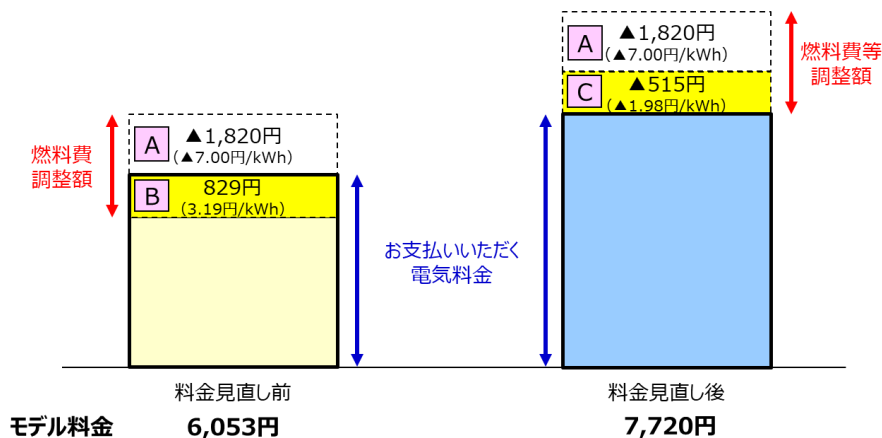 A
▲1,820円
(▲7.00円/kWh)
燃料費等
調整額
C
▲515円
(▲1.98円/kWh)
A
▲1,820円
(▲7.00円/kWh)
燃料費
調整額
B
829円
(3.19円/kWh)
お支払いいただく
電気料金
料金見直し前
料金見直し後
モデル料金
6,053円
7,720円